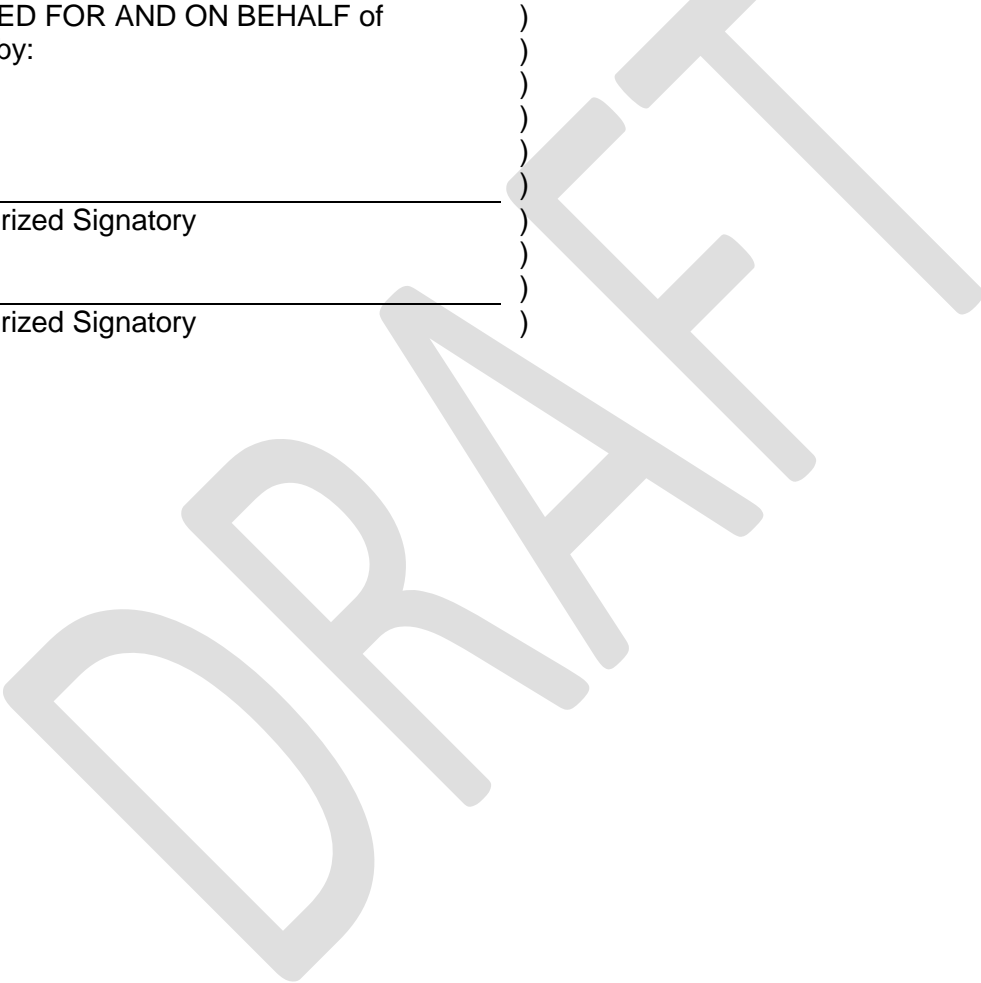 ED FOR AND ON BEHALF of )
by: )
)
)
)
)
rized Signatory )
)
)
rized Signatory )
DRAFT